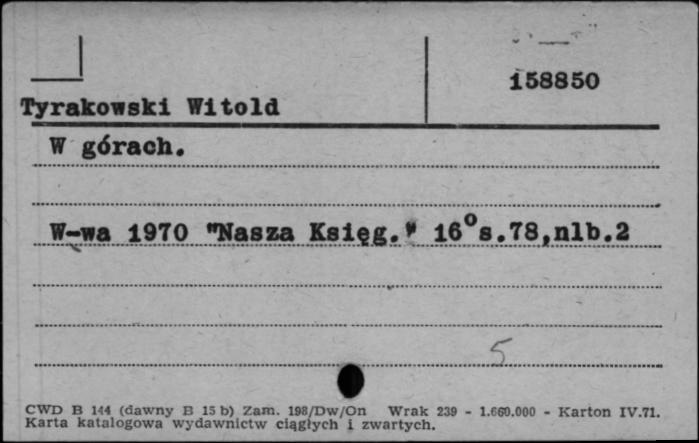 158850
Tyrakowski Witold
W górach.
W-wa 1970 "Nasza Księg." 16° s.78,nlb.2
5
CWD B 144 (dawny B 15 b) Zam. 198/Dw/On Wrak 239 - 1.660.000 - Karton IV.71.
Karta katalogowa wydawnictw ciągłych i zwartych.